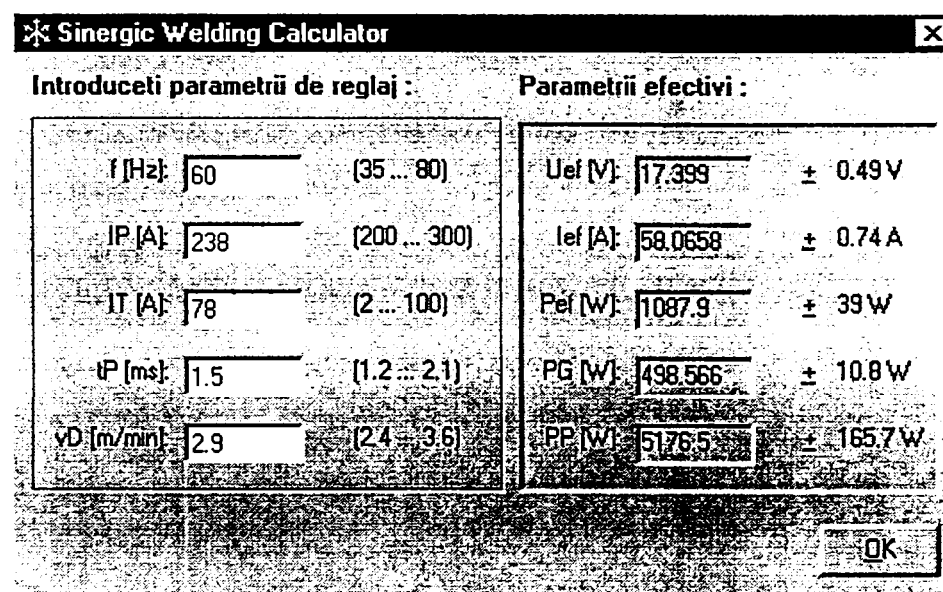 Sinergic Welding Calculator
Introduceti parametrii de reglaj :
f [Hz]: 60 (35 ... 80)
IP [A]: 238 (200 ... 300)
IT [A]: 78 (2 ... 100)
tP [ms]: 1.5 (1.2 ... 2.1)
vD [m/min]: 2.9 (2.4 ... 3.6)
Parametrii efectivi :
Uef [V]: 17.399 ± 0.49 V
Ief [A]: 58.0658 ± 0.74 A
Pef [W]: 1087.9 ± 39 W
PG [W]: 498.566 ± 10.8 W
PP [W]: 5176.5 ± 165.7 W
OK